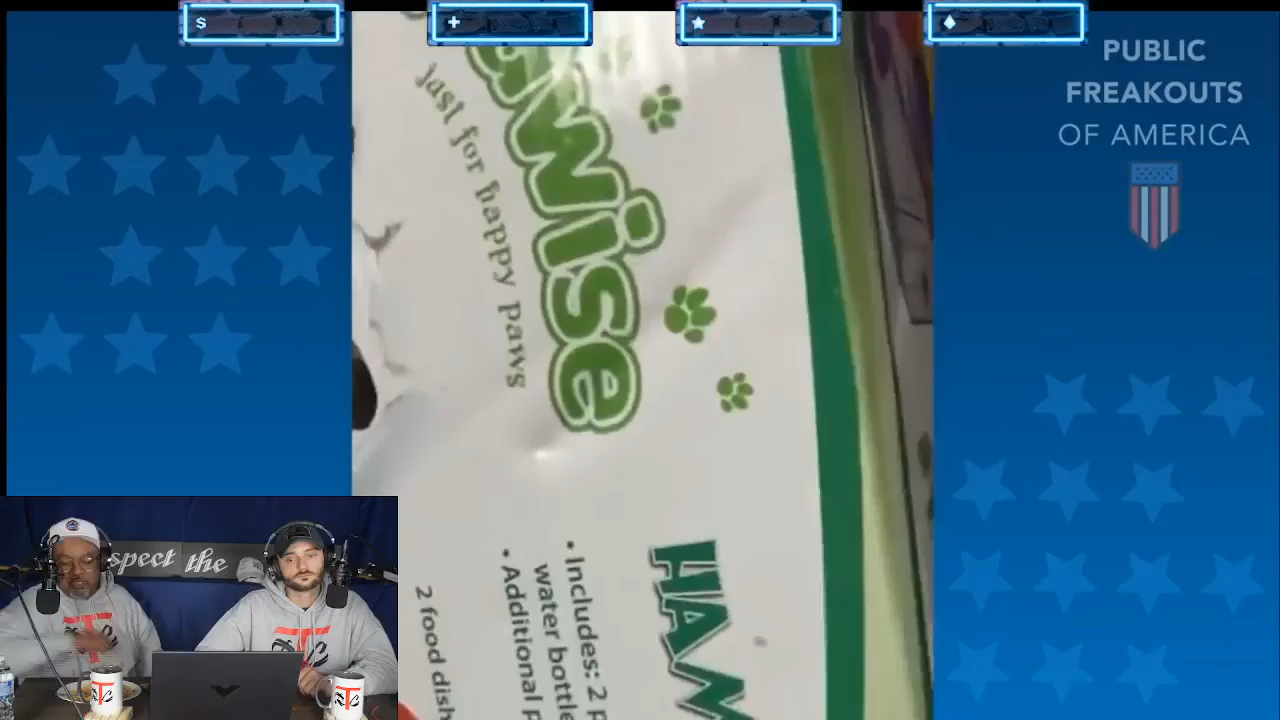 $
PUBLIC
FREAKOUTS
OF AMERICA
just for happy paws
HAM
• Includes: 2
water bottle
• Additional
2 food dish
spect the